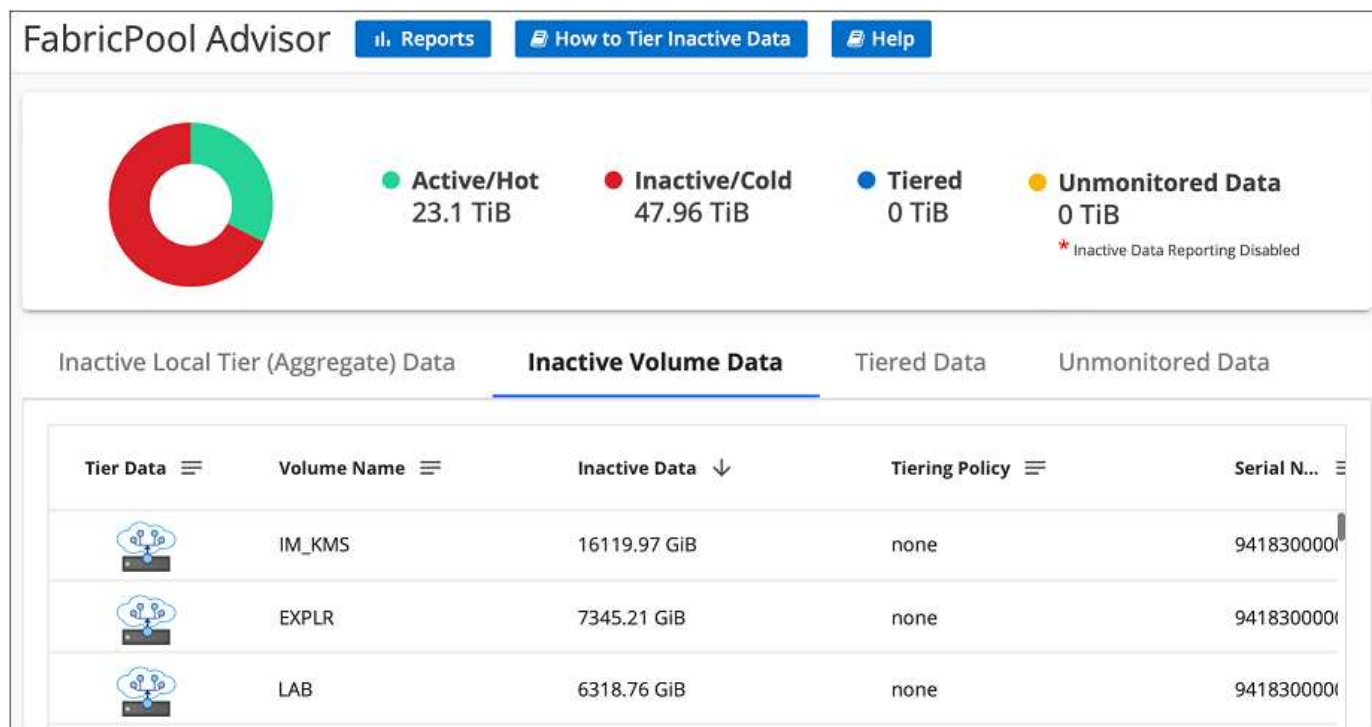 FabricPool Advisor Reports How to Tier Inactive Data Help
Active/Hot Inactive/Cold Tiered Unmonitored Data
23.1 TiB 47.96 TiB 0 TiB 0 TiB
* Inactive Data Reporting Disabled
Inactive Local Tier (Aggregate) Data Inactive Volume Data Tiered Data Unmonitored Data
Tier Data Volume Name Inactive Data Tiering Policy Serial N...
IM_KMS 16119.97 GiB none 9418300000
EXPLR 7345.21 GiB none 9418300000
LAB 6318.76 GiB none 9418300000